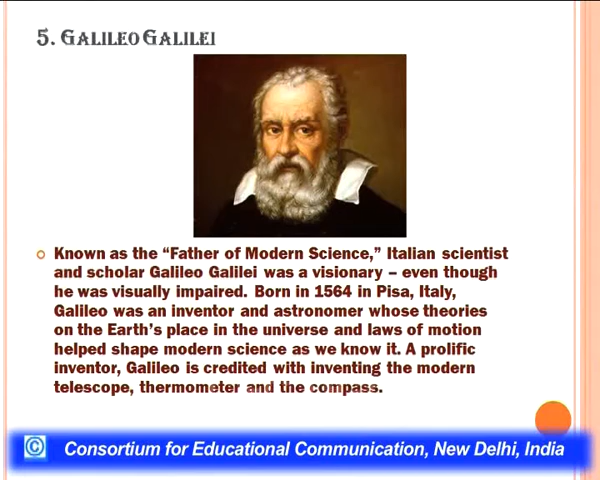 5. GALILEO GALILEI
Known as the “Father of Modern Science,” Italian scientist
and scholar Galileo Galilei was a visionary – even though
he was visually impaired. Born in 1564 in Pisa, Italy,
Galileo was an inventor and astronomer whose theories
on the Earth’s place in the universe and laws of motion
helped shape modern science as we know it. A prolific
inventor, Galileo is credited with inventing the modern
telescope, thermometer and the compass.
© Consortium for Educational Communication, New Delhi, India